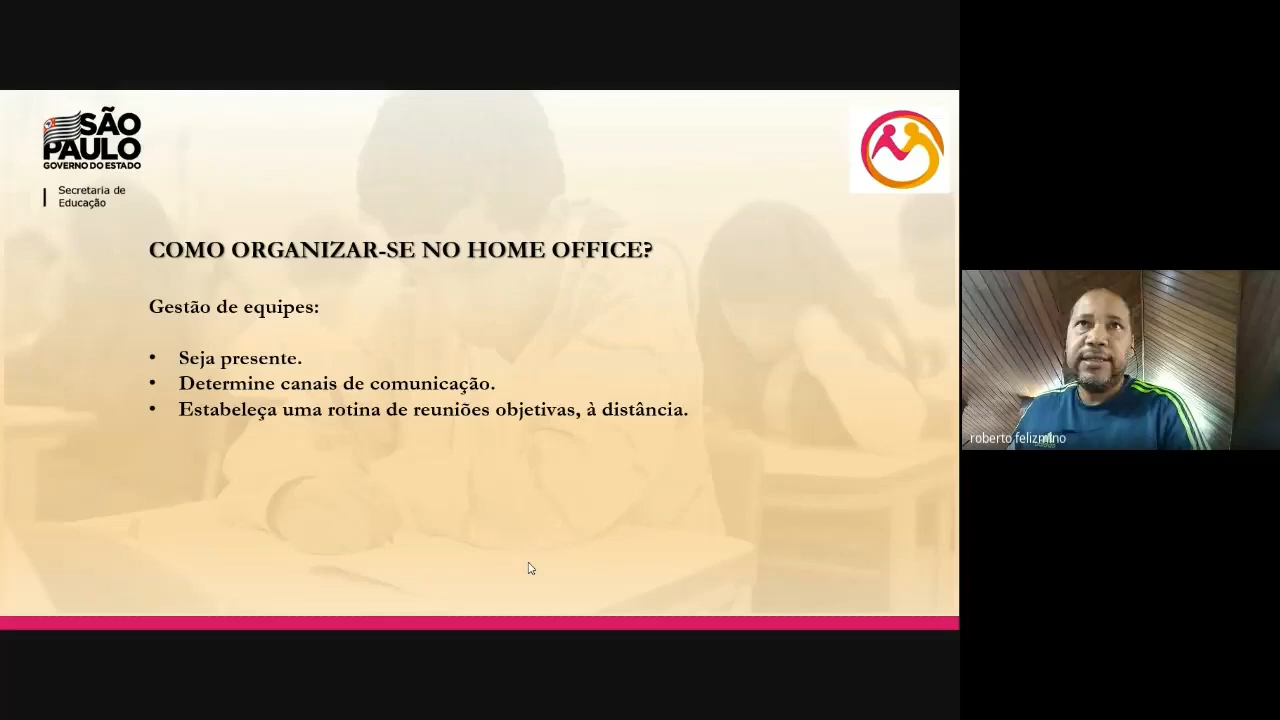 SÃO
PAULO
GOVERNO DO ESTADO
Secretaria de
Educação
COMO ORGANIZAR-SE NO HOME OFFICE?
Gestão de equipes:
• Seja presente.
• Determine canais de comunicação.
• Estabeleça uma rotina de reuniões objetivas, à distância.
roberto felizmino